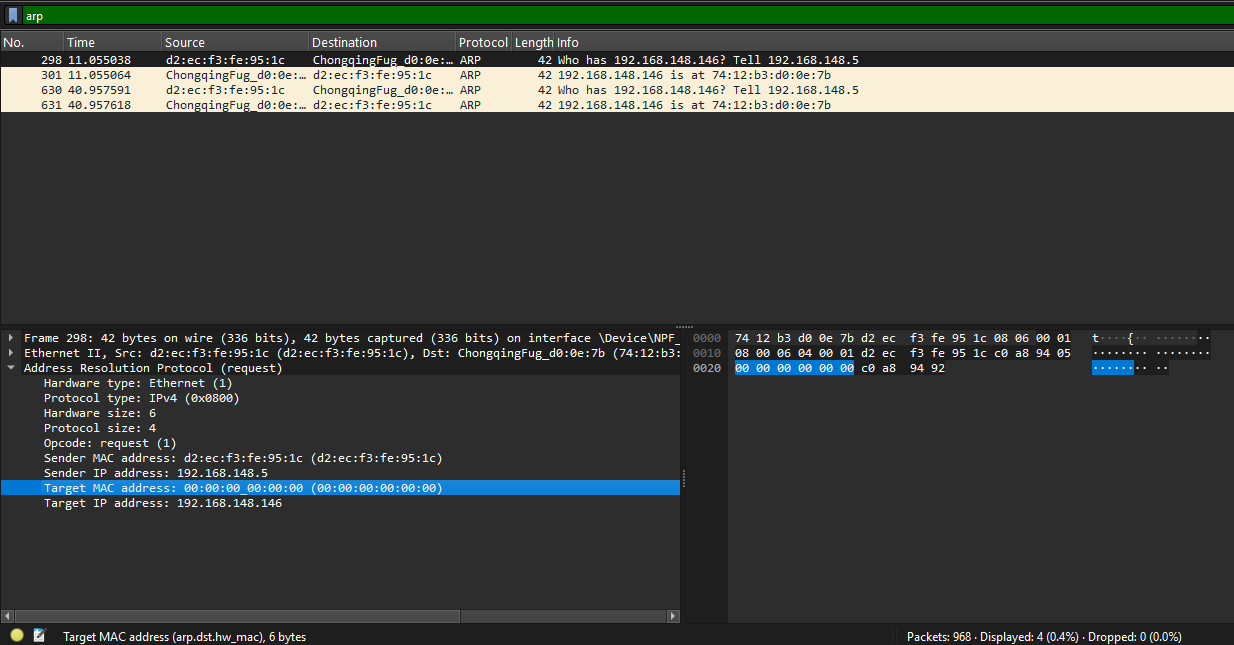 arp
No. Time Source Destination Protocol Length Info
298 11.055038 d2:ec:f3:fe:95:1c ChongqingFug_d0:0e:… ARP 42 Who has 192.168.148.146? Tell 192.168.148.5
301 11.055064 ChongqingFug_d0:0e:… d2:ec:f3:fe:95:1c ARP 42 192.168.148.146 is at 74:12:b3:d0:0e:7b
630 40.957591 d2:ec:f3:fe:95:1c ChongqingFug_d0:0e:… ARP 42 Who has 192.168.148.146? Tell 192.168.148.5
631 40.957618 ChongqingFug_d0:0e:… d2:ec:f3:fe:95:1c ARP 42 192.168.148.146 is at 74:12:b3:d0:0e:7b
Frame 298: 42 bytes on wire (336 bits), 42 bytes captured (336 bits) on interface \Device\NPF_
Ethernet II, Src: d2:ec:f3:fe:95:1c (d2:ec:f3:fe:95:1c), Dst: ChongqingFug_d0:0e:7b (74:12:b3:
Address Resolution Protocol (request)
Hardware type: Ethernet (1)
Protocol type: IPv4 (0x0800)
Hardware size: 6
Protocol size: 4
Opcode: request (1)
Sender MAC address: d2:ec:f3:fe:95:1c (d2:ec:f3:fe:95:1c)
Sender IP address: 192.168.148.5
Target MAC address: 00:00:00_00:00:00 (00:00:00:00:00:00)
Target IP address: 192.168.148.146
0000 74 12 b3 d0 0e 7b d2 ec f3 fe 95 1c 08 06 00 01 t····{·· ········
0010 08 00 06 04 00 01 d2 ec f3 fe 95 1c c0 a8 94 05 ········ ········
0020 00 00 00 00 00 00 c0 a8 94 92 ········ ··
Target MAC address (arp.dst.hw_mac), 6 bytes
Packets: 968 · Displayed: 4 (0.4%) · Dropped: 0 (0.0%)